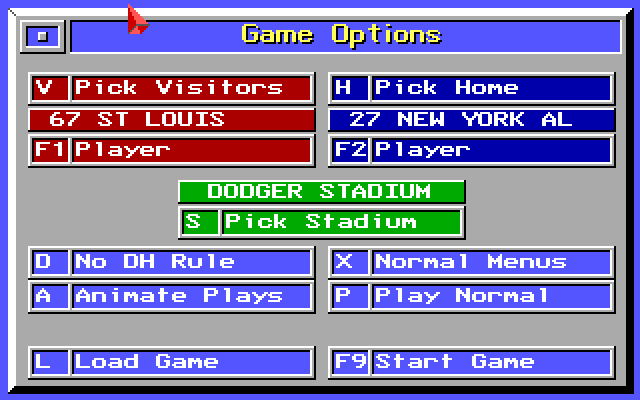 Game Options
V Pick Visitors
H Pick Home
67 ST LOUIS
27 NEW YORK AL
F1 Player
F2 Player
DODGER STADIUM
S Pick Stadium
D No DH Rule
X Normal Menus
A Animate Plays
P Play Normal
L Load Game
F9 Start Game